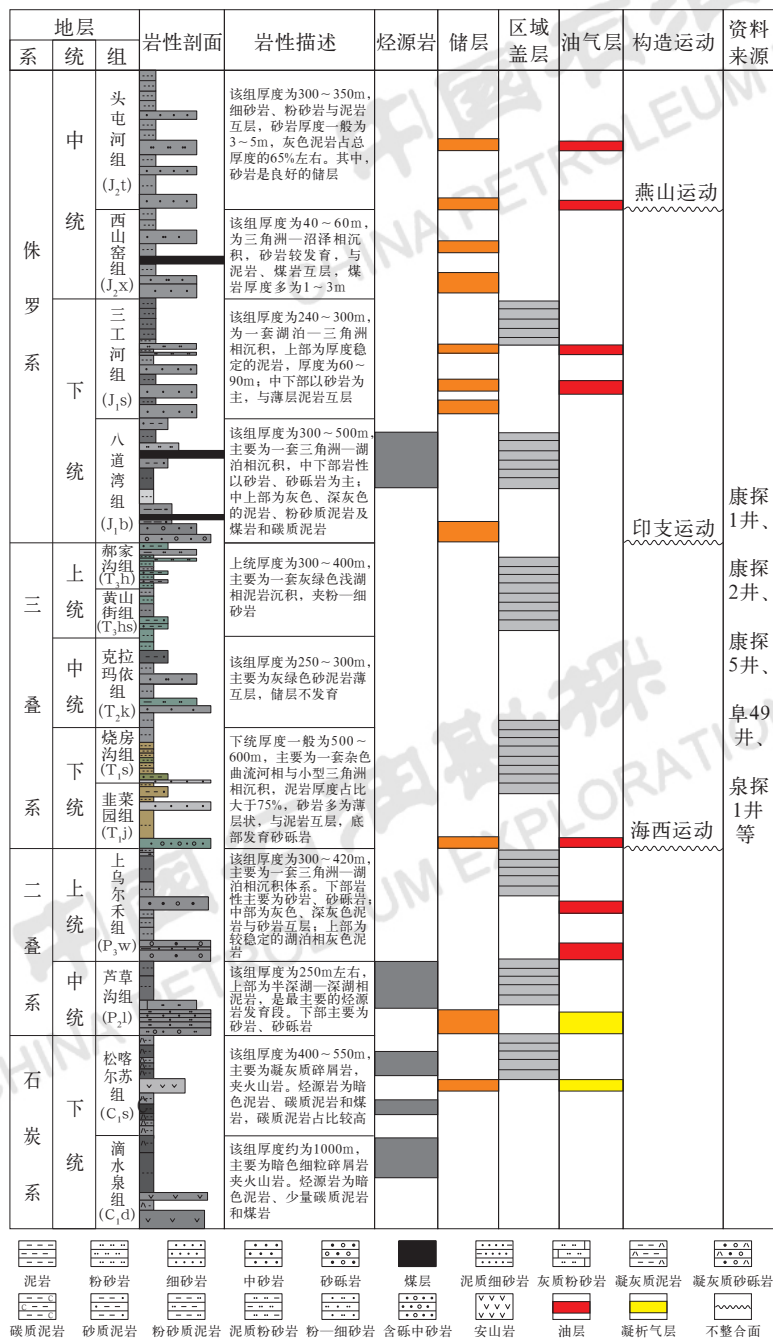 地层
系 统 组
岩性剖面
岩性描述
烃源岩
储层
区域
盖层
油气层
构造运动
资料
来源
侏罗系
中统
头屯河组
(J₂t)
该组厚度为300～350m,
细砂岩、粉砂岩与泥岩
互层，砂岩厚度一般为
3～5m，灰色泥岩占总
厚度的65%左右。其中，
砂岩是良好的储层
燕山运动
西山窑组
(J₂x)
该组厚度为40～60m,
为三角洲—沼泽相沉
积，砂岩较发育，与
泥岩、煤岩互层，煤
岩厚度多为1～3m
下统
三工河组
(J₁s)
该组厚度为240～300m,
为一套湖泊—三角洲
相沉积，上部为厚度稳
定的泥岩，厚度为60～
90m；中下部以砂岩为
主，与薄层泥岩互层
八道湾组
(J₁b)
该组厚度为300～500m,
主要为一套三角洲—湖
泊相沉积，中下部岩性
以砂岩、砂砾岩为主；
中上部为灰色、深灰色
的泥岩、粉砂质泥岩及
煤岩和碳质泥岩
印支运动
三叠系
上统
郝家
沟组
(T₃h)
黄山
街组
(T₃hs)
上统厚度为300～400m,
主要为一套灰绿色浅湖
相泥岩沉积，夹粉—细
砂岩
中统
克拉
玛依
组
(T₂k)
该组厚度为250～300m,
主要为灰绿色砂泥岩薄
互层，储层不发育
下统
烧房
沟组
(T₁s)
韭菜
园组
(T₁j)
下统厚度一般为500～
600m，主要为一套杂色
曲流河相与小型三角洲
相沉积，泥岩厚度占比
大于75%，砂岩多为薄
层状，与泥岩互层，底
部发育砂砾岩
海西运动
二叠系
上统
上乌尔禾组
(P₃w)
该组厚度为300～420m,
主要为一套三角洲—湖
泊相沉积体系。下部岩
性主要为砂岩、砂砾岩；
中部为灰色、深灰色泥
岩与砂岩互层；上部为
较稳定的湖泊相灰色泥
岩
中统
芦草
沟组
(P₂l)
该组厚度为250m左右，
上部为半深湖—深湖相
泥岩，是最主要的烃源
岩发育段。下部主要为
砂岩、砂砾岩
石炭系
下统
松喀
尔苏
组
(C₁s)
该组厚度为400～550m,
主要为凝灰质碎屑岩，
夹火山岩。烃源岩为暗
色泥岩、碳质泥岩和煤
岩，碳质泥岩占比较高
滴水泉组
(C₁d)
该组厚度约为1000m,
主要为暗色细粒碎屑岩
夹火山岩。烃源岩为暗
色泥岩、少量碳质泥岩
和煤岩
康探
1井、
康探
2井、
康探
5井、
阜49
井、
泉探
1井
等
泥岩 粉砂岩 细砂岩 中砂岩 砂砾岩 煤层 泥质细砂岩 灰质粉砂岩 凝灰质泥岩 凝灰质砂砾岩
碳质泥岩 砂质泥岩 粉砂质泥岩 泥质粉砂岩 粉—细砂岩 含砾中砂岩 安山岩 油层 凝析气层 不整合面
中国石油勘探
CHINA PETROLEUM EXPLORATION